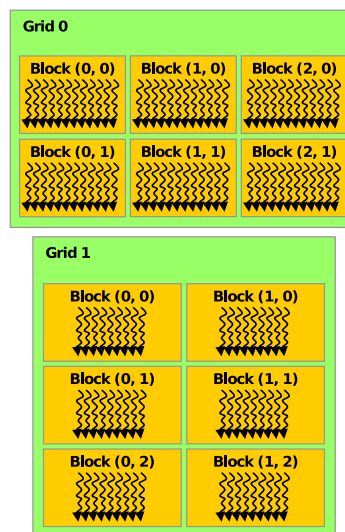 Grid 0
Block (0, 0) Block (1, 0) Block (2, 0)
Block (0, 1) Block (1, 1) Block (2, 1)
Grid 1
Block (0, 0) Block (1, 0)
Block (0, 1) Block (1, 1)
Block (0, 2) Block (1, 2)